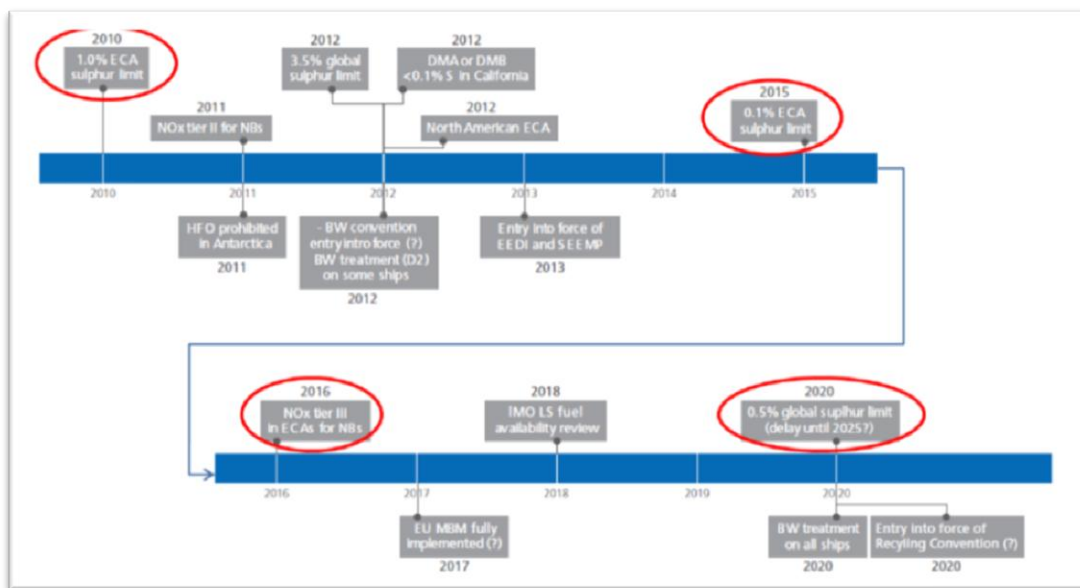 2010
1.0% ECA
sulphur limit
2012
3.5% global
sulphur limit
2012
DMA or DMB
<0.1% S in California
2011
NOx tier II for NBs
2012
North American ECA
2015
0.1% ECA
sulphur limit
2010
2011
2012
2013
2014
2015
HFO prohibited
in Antarctica
2011
- BW convention
entry into force (?)
BW treatment (D2)
on some ships
2012
Entry into force of
EEDI and SEEMP
2013
2016
NOx tier III
in ECAs for NBs
2018
IMO LS fuel
availability review
2020
0.5% global suplhur limit
(delay until 2025?)
2016
2017
2018
2019
2020
EU MBM fully
implemented (?)
2017
BW treatment
on all ships
2020
Entry into force of
Recyling Convention (?)
2020